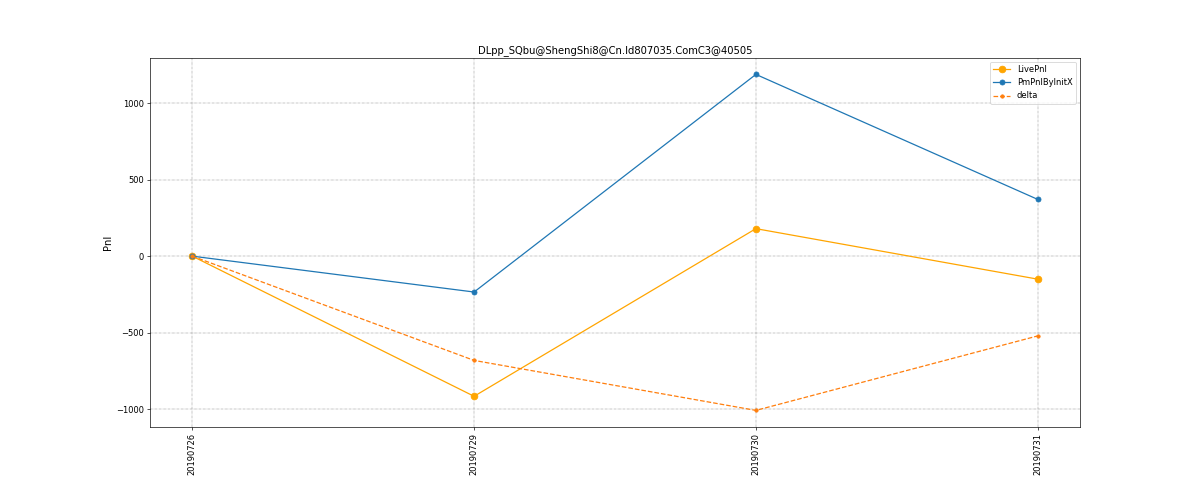 DLpp_SQbu@ShengShi8@Cn.Id807035.ComC3@40505
LivePnl
PmPnlByInitX
delta
1000
500
0
−500
−1000
Pnl
20190726
20190729
20190730
20190731